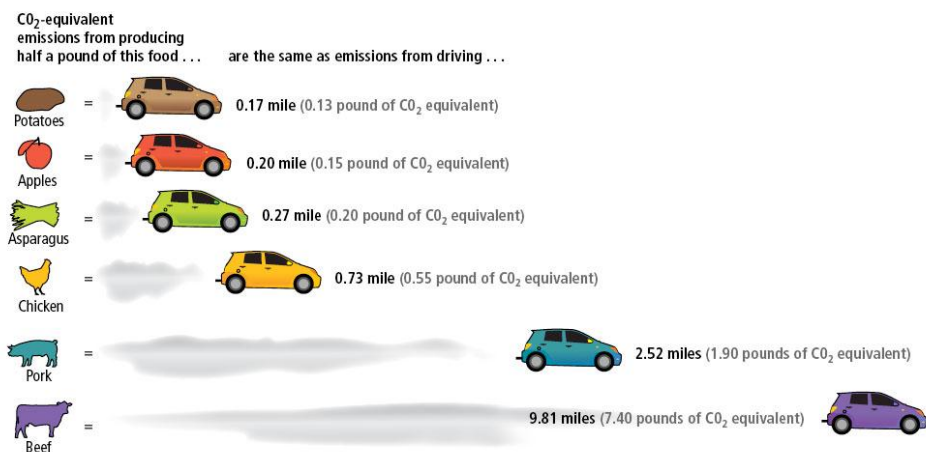 C0₂-equivalent
emissions from producing
half a pound of this food . . . are the same as emissions from driving . . .
Potatoes = 0.17 mile (0.13 pound of C0₂ equivalent)
Apples = 0.20 mile (0.15 pound of C0₂ equivalent)
Asparagus = 0.27 mile (0.20 pound of C0₂ equivalent)
Chicken = 0.73 mile (0.55 pound of C0₂ equivalent)
Pork = 2.52 miles (1.90 pounds of C0₂ equivalent)
Beef = 9.81 miles (7.40 pounds of C0₂ equivalent)